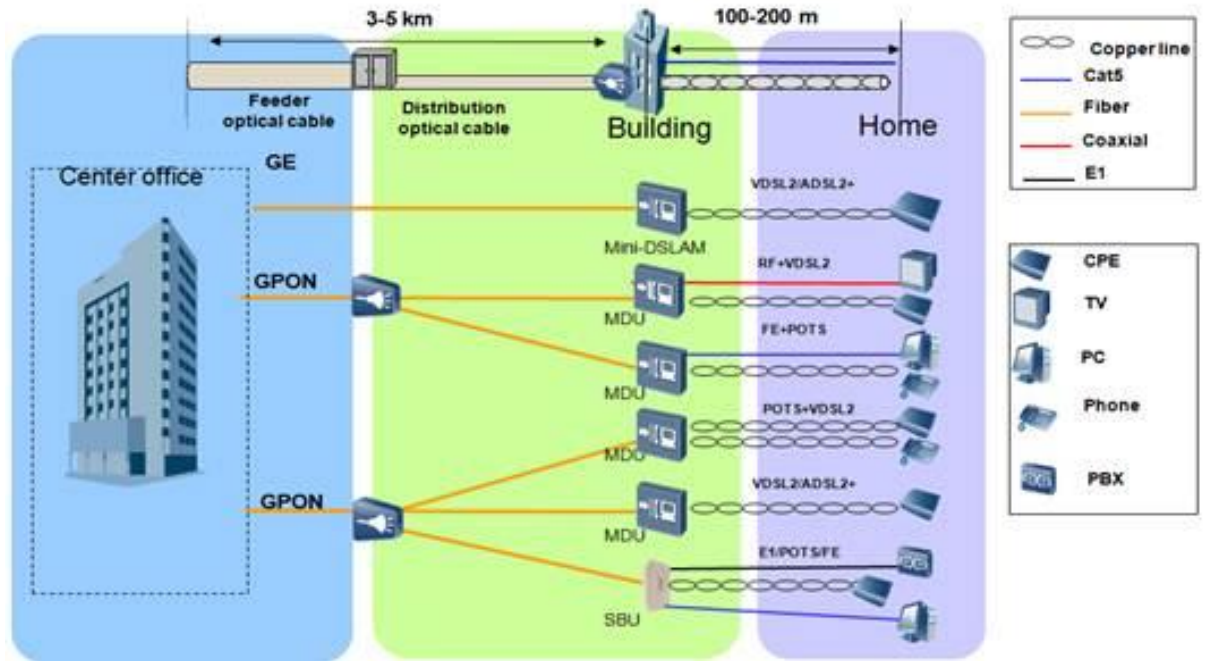 3-5 km
100-200 m
Feeder
optical cable
Distribution
optical cable
Building
Home
Center office
GE
VDSL2/ADSL2+
Mini-DSLAM
GPON
RF+VDSL2
MDU
FE+POTS
MDU
POTS+VDSL2
MDU
GPON
VDSL2/ADSL2+
MDU
E1/POTS/FE
SBU
Copper line
Cat5
Fiber
Coaxial
E1
CPE
TV
PC
Phone
PBX